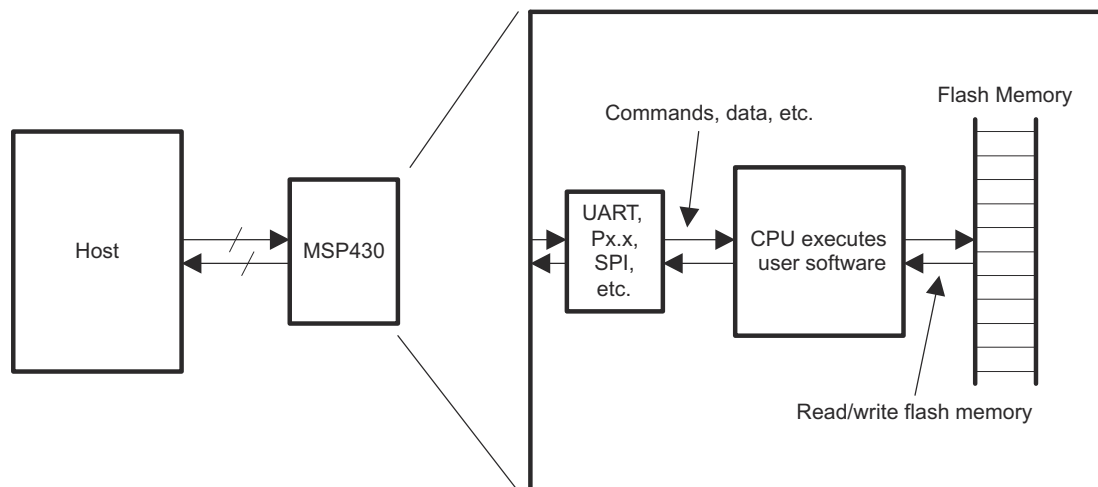 Host
MSP430
Commands, data, etc.
Flash Memory
UART,
Px.x,
SPI,
etc.
CPU executes
user software
Read/write flash memory